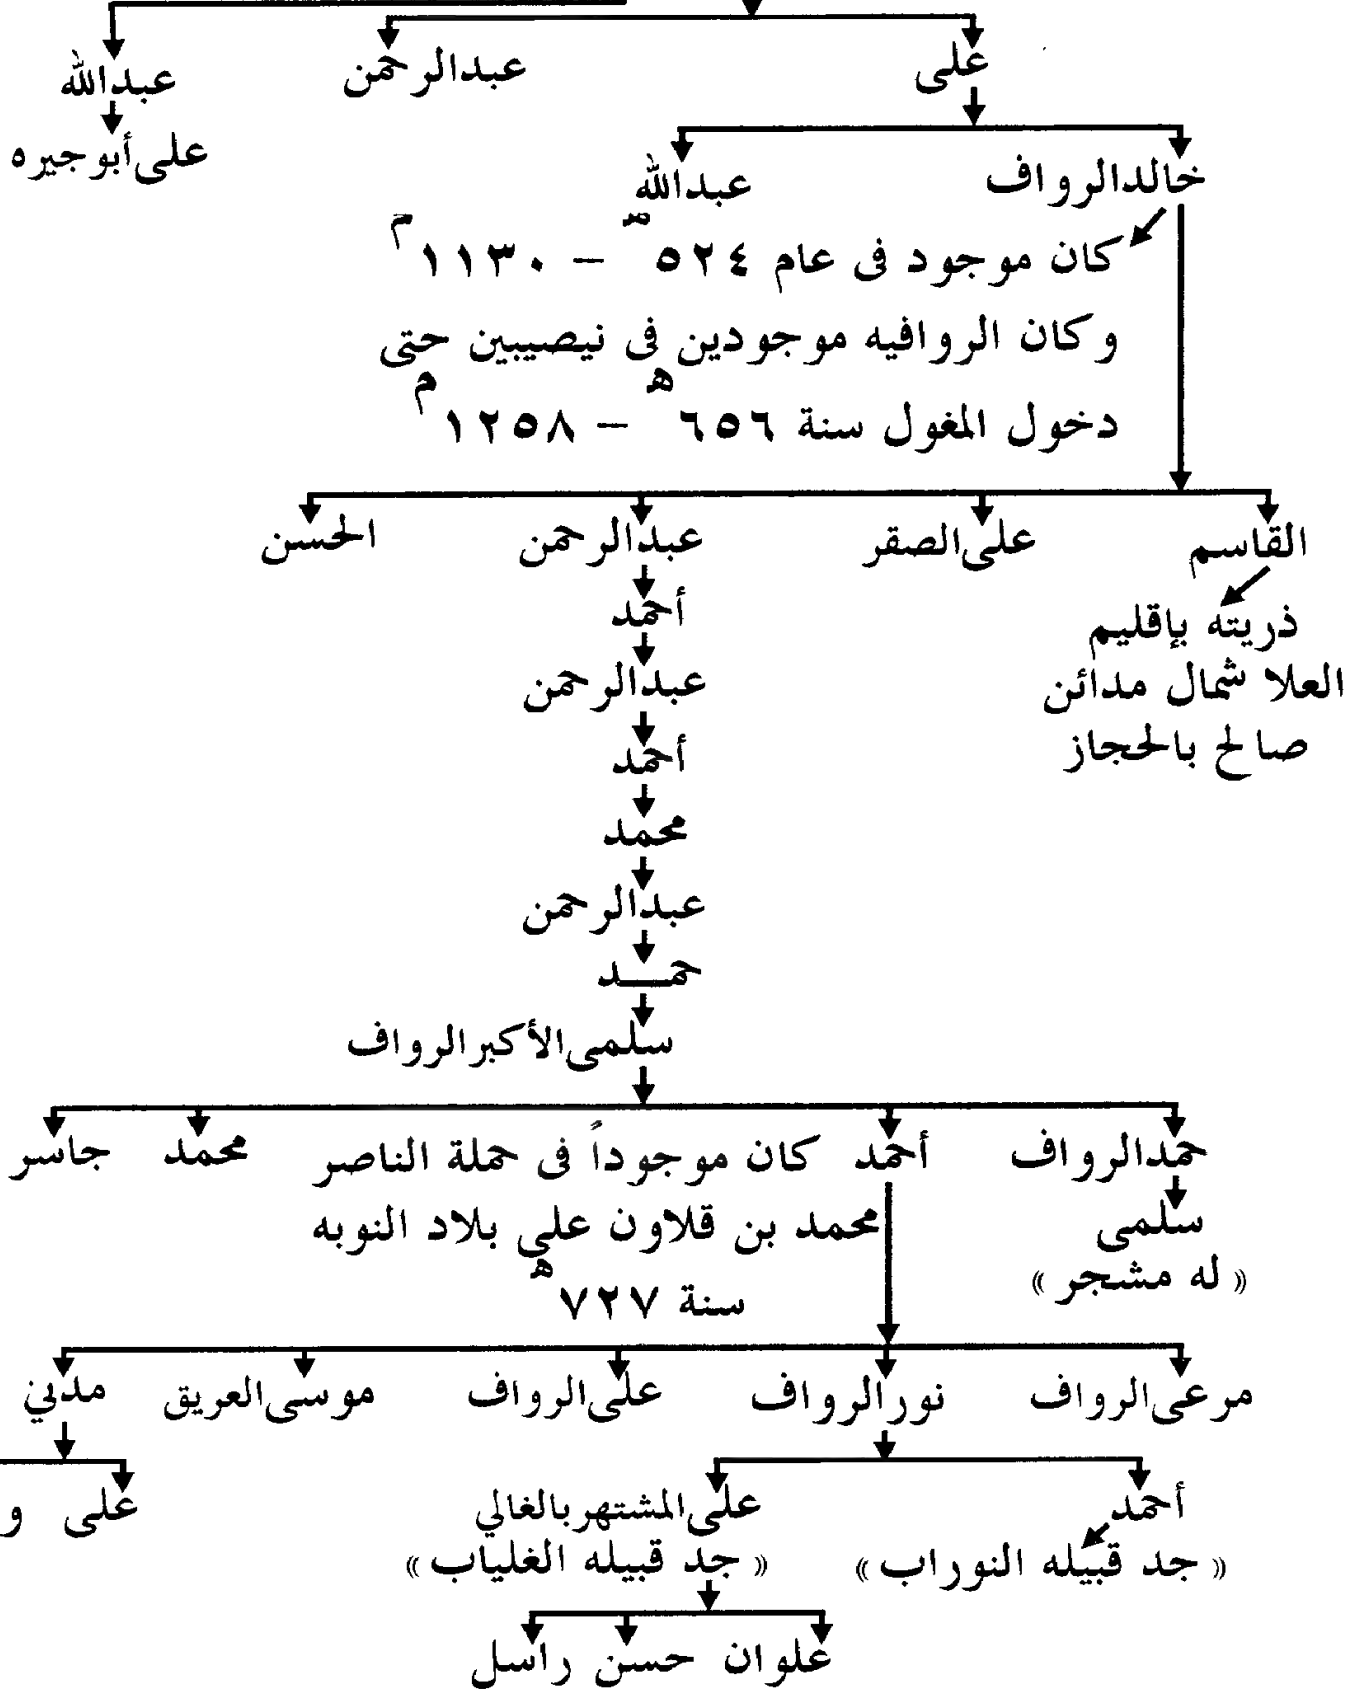 على
عبدالرحمن
عبدالله
على أبو جيره
خالد الرواف
عبدالله
كان موجود فى عام ٥٢٤ هـ – ١١٣٠ م
وكان الروافيه موجودين فى نيصيبين حتى
دخول المغول سنة ٦٥٦ هـ – ١٢٥٨ م
القاسم
على الصقر
عبدالرحمن
الحسن
ذريته بإقليم
العلا شمال مدائن
صالح بالحجاز
أحمد
عبدالرحمن
أحمد
محمد
عبدالرحمن
حمـــد
سلمى الأكبر الرواف
حمد الرواف
أحمد كان موجوداً فى حملة الناصر
محمد بن قلاون على بلاد النوبه
سنة ٧٢٧ هـ
محمد
جاسر
سلمى
« له مشجر »
مرعى الرواف
نور الرواف
على الرواف
موسى العريق
مدني
أحمد
« جد قبيله النوراب »
على المشتهر بالغالي
« جد قبيله الغلياب »
على و
علوان حسن راسل